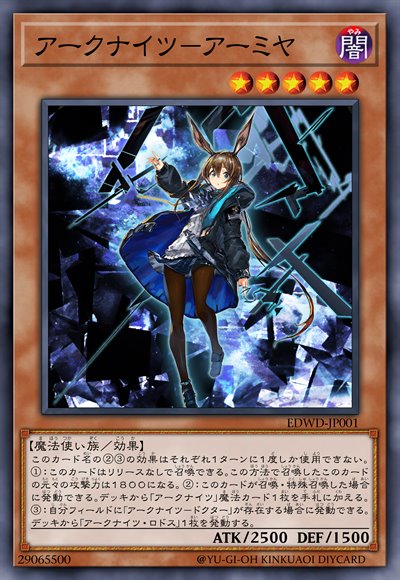 アークナイツーアーミヤ
やみ
闇
EDWD-JP001
【魔法使い族／効果】
このカード名の②③の効果はそれぞれ1ターンに1度しか使用できない。
①：このカードはリリースなしで召喚できる。この方法で召喚したこのカード
の元々の攻撃力は1800になる。②：このカードが召喚・特殊召喚した場合
に発動できる。デッキから「アークナイツ」魔法カード1枚を手札に加える。
③：自分フィールドに「アークナイツードクター」が存在する場合に発動できる。
デッキから「アークナイツ・ロドス」1枚を発動する。
ATK/2500 DEF/1500
29065500
@YU-GI-OH KINKUAOI DIYCARD